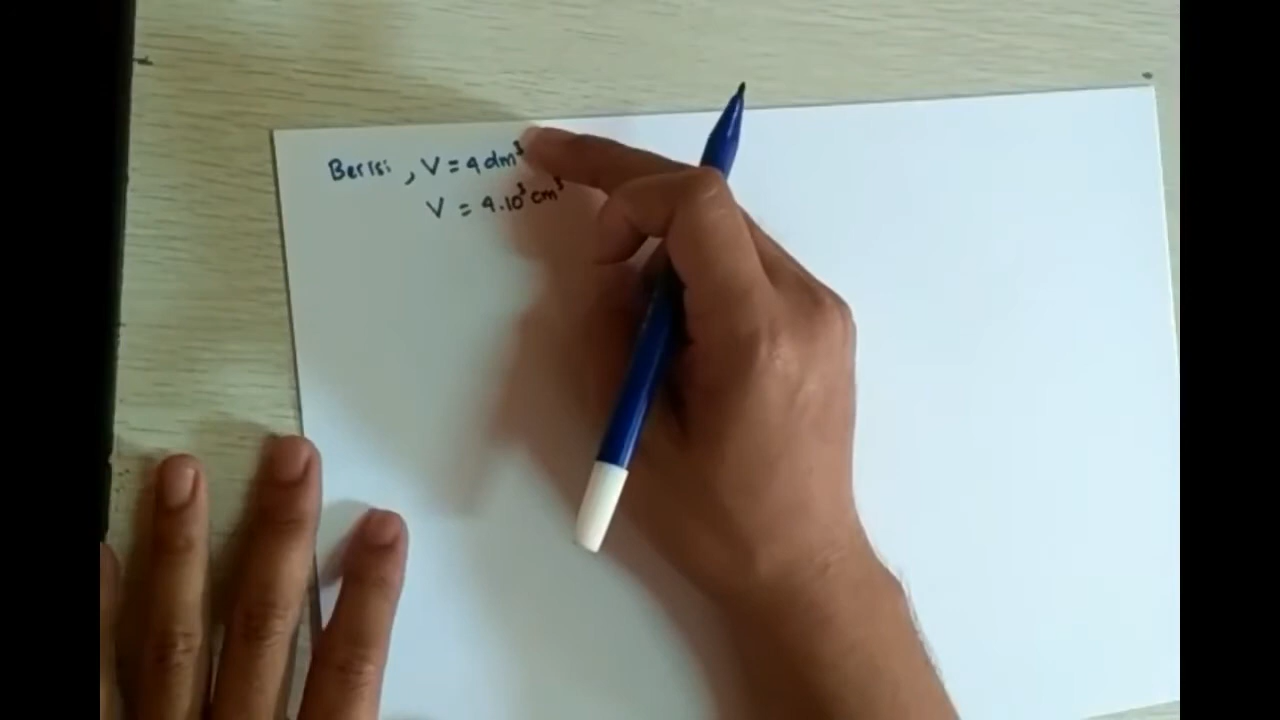 Berisi, V = 4 dm³
V = 4.10³ cm³